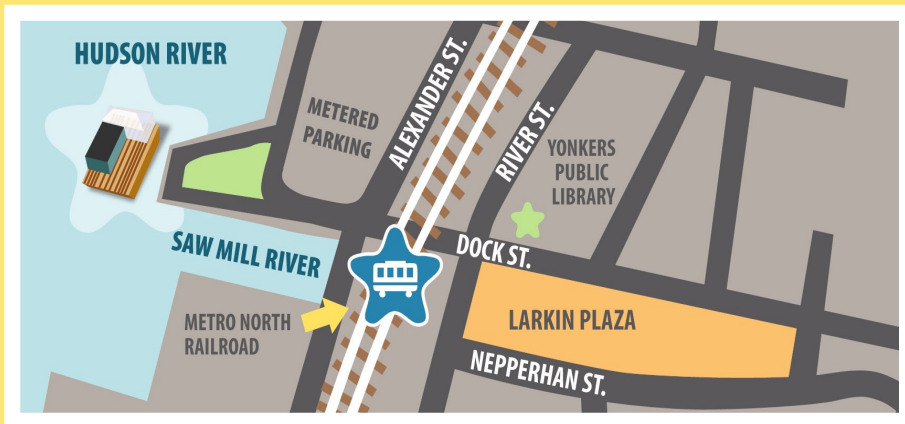 HUDSON RIVER
METERED
PARKING
ALEXANDER ST.
RIVER ST.
YONKERS
PUBLIC
LIBRARY
SAW MILL RIVER
DOCK ST.
METRO NORTH
RAILROAD
LARKIN PLAZA
NEPPERHAN ST.